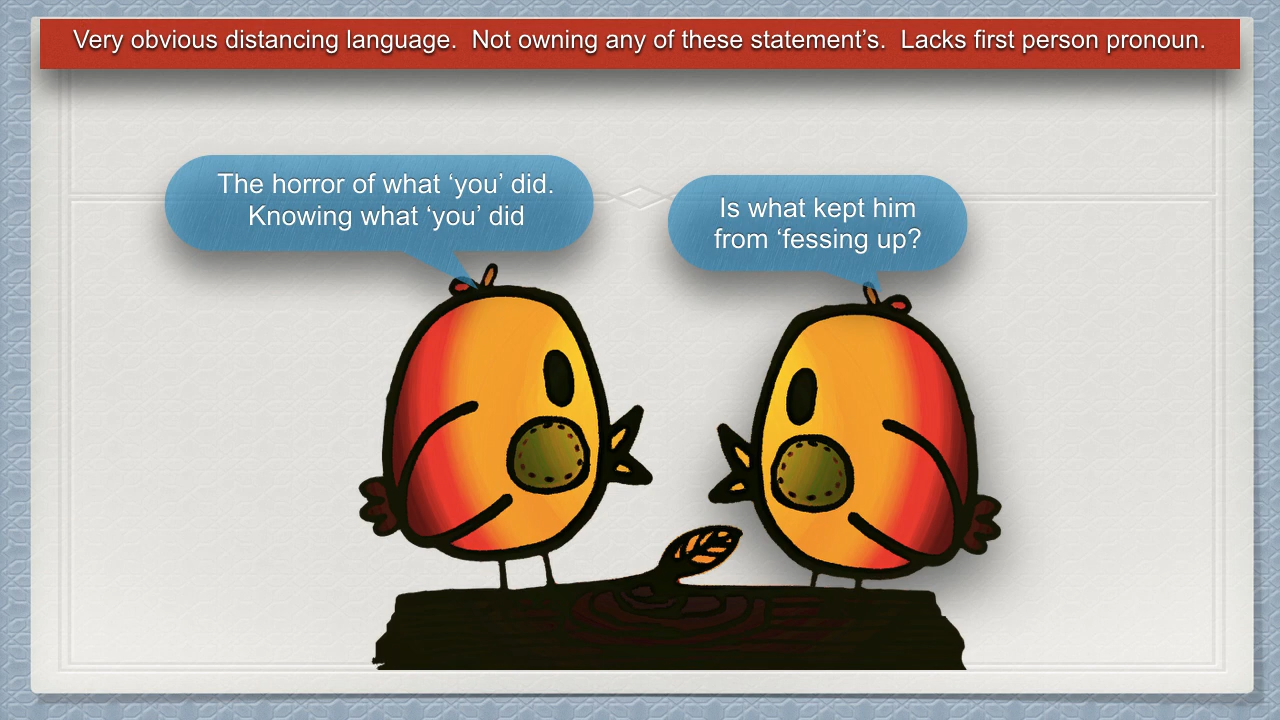 Very obvious distancing language.  Not owning any of these statement’s.  Lacks first person pronoun.
The horror of what ‘you’ did.
Knowing what ‘you’ did
Is what kept him
from ‘fessing up?